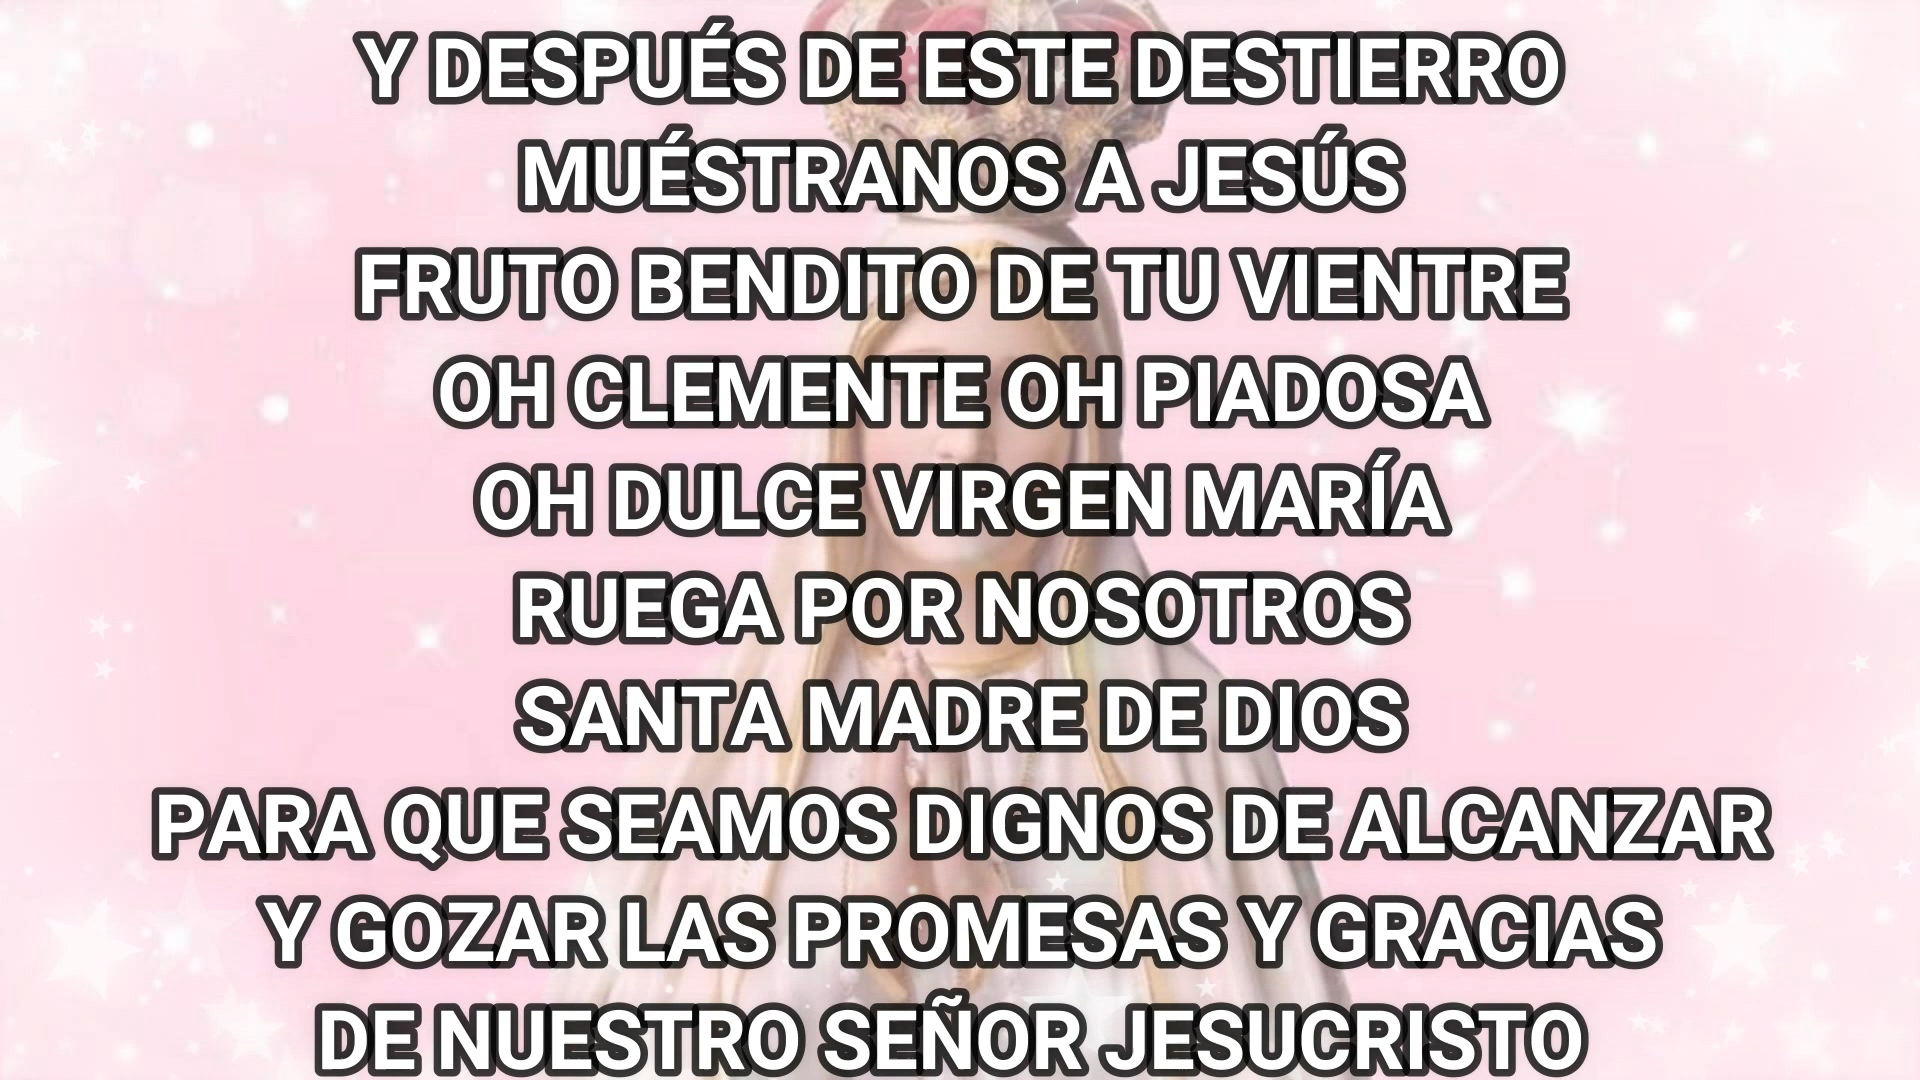 Y DESPUÉS DE ESTE DESTIERRO
MUÉSTRANOS A JESÚS
FRUTO BENDITO DE TU VIENTRE
OH CLEMENTE OH PIADOSA
OH DULCE VIRGEN MARÍA
RUEGA POR NOSOTROS
SANTA MADRE DE DIOS
PARA QUE SEAMOS DIGNOS DE ALCANZAR
Y GOZAR LAS PROMESAS Y GRACIAS
DE NUESTRO SEÑOR JESUCRISTO